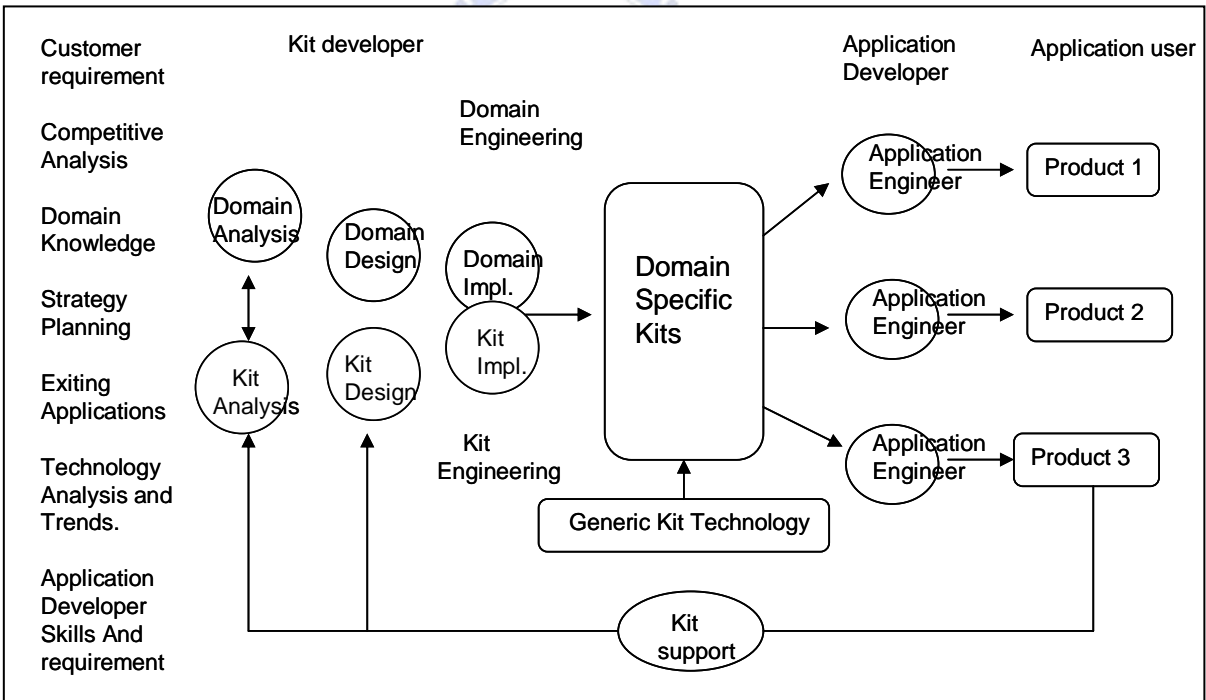 Customer
requirement
Competitive
Analysis
Domain
Knowledge
Strategy
Planning
Exiting
Applications
Technology
Analysis and
Trends.
Application
Developer
Skills And
requirement
Kit developer
Domain
Engineering
Domain
Analysis
Domain
Design
Domain
Impl.
Kit
Analysis
Kit
Design
Kit
Impl.
Kit
Engineering
Domain
Specific
Kits
Generic Kit Technology
Kit
support
Application
Developer
Application
Engineer
Application
Engineer
Application
Engineer
Application user
Product 1
Product 2
Product 3